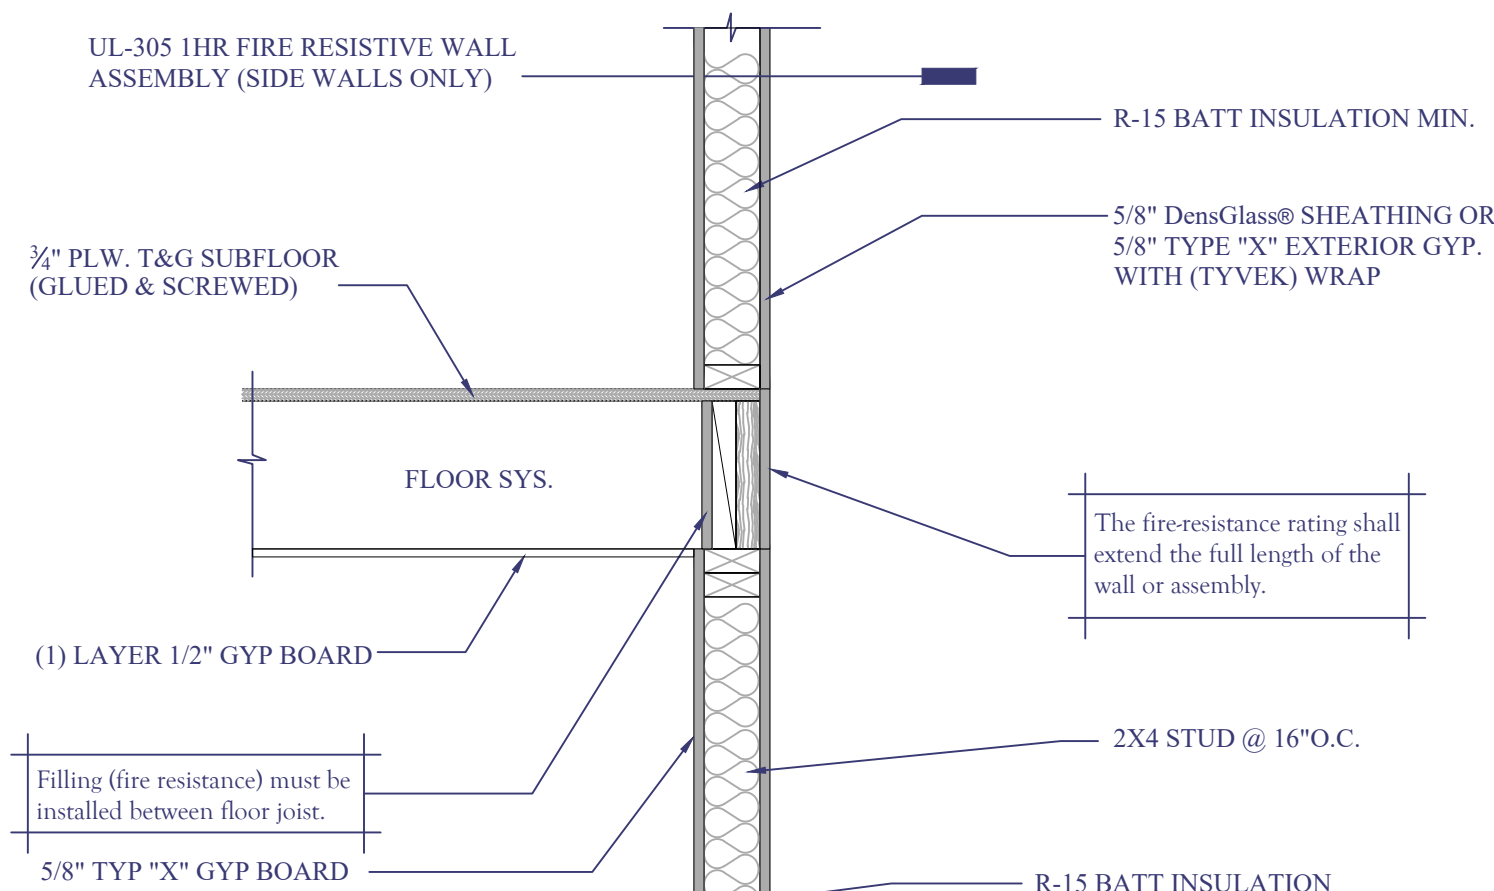 UL-305 1HR FIRE RESISTIVE WALL
ASSEMBLY (SIDE WALLS ONLY)
R-15 BATT INSULATION MIN.
5/8" DensGlass® SHEATHING OR
5/8" TYPE "X" EXTERIOR GYP.
WITH (TYVEK) WRAP
¾" PLW. T&G SUBFLOOR
(GLUED & SCREWED)
FLOOR SYS.
The fire-resistance rating shall
extend the full length of the
wall or assembly.
(1) LAYER 1/2" GYP BOARD
2X4 STUD @ 16"O.C.
Filling (fire resistance) must be
installed between floor joist.
5/8" TYP "X" GYP BOARD
R-15 BATT INSULATION